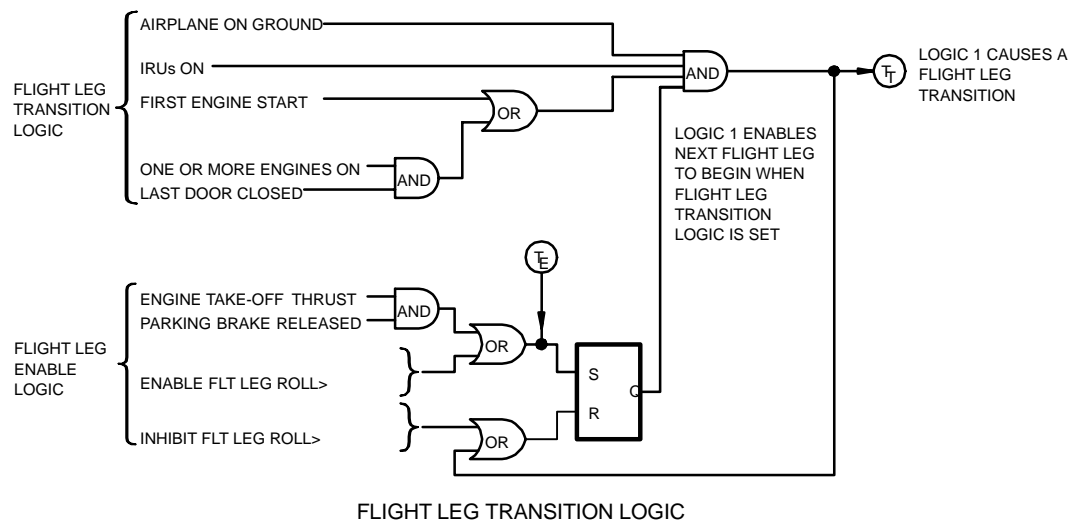 AIRPLANE ON GROUND
IRUs ON
FLIGHT LEG
TRANSITION
LOGIC
FIRST ENGINE START
ONE OR MORE ENGINES ON
LAST DOOR CLOSED
AND
OR
AND
TT
LOGIC 1 CAUSES A
FLIGHT LEG
TRANSITION
LOGIC 1 ENABLES
NEXT FLIGHT LEG
TO BEGIN WHEN
FLIGHT LEG
TRANSITION
LOGIC IS SET
TE
ENGINE TAKE-OFF THRUST
PARKING BRAKE RELEASED
FLIGHT LEG
ENABLE
LOGIC
ENABLE FLT LEG ROLL>
INHIBIT FLT LEG ROLL>
AND
OR
OR
S
Q
R
FLIGHT LEG TRANSITION LOGIC